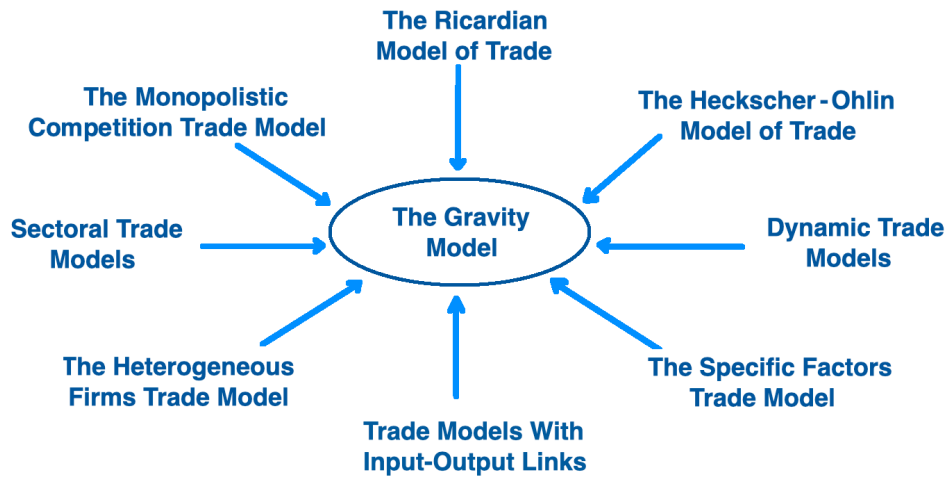 The Ricardian
Model of Trade
The Monopolistic
Competition Trade Model
The Heckscher-Ohlin
Model of Trade
The Gravity
Model
Sectoral Trade
Models
Dynamic Trade
Models
The Heterogeneous
Firms Trade Model
The Specific Factors
Trade Model
Trade Models With
Input-Output Links